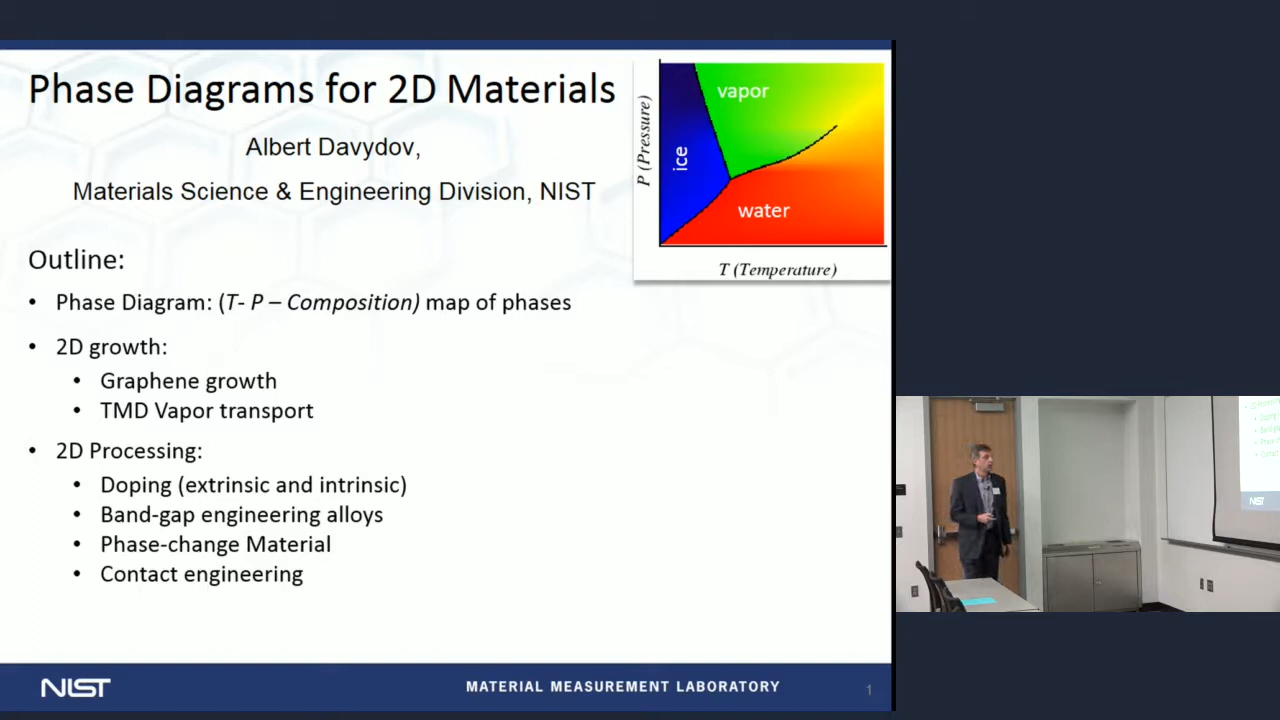 Phase Diagrams for 2D Materials
Albert Davydov,
Materials Science & Engineering Division, NIST
P (Pressure)
vapor
ice
water
T (Temperature)
Outline:
• Phase Diagram: (T- P – Composition) map of phases
• 2D growth:
• Graphene growth
• TMD Vapor transport
• 2D Processing:
• Doping (extrinsic and intrinsic)
• Band-gap engineering alloys
• Phase-change Material
• Contact engineering
NIST
MATERIAL MEASUREMENT LABORATORY
1
NIST